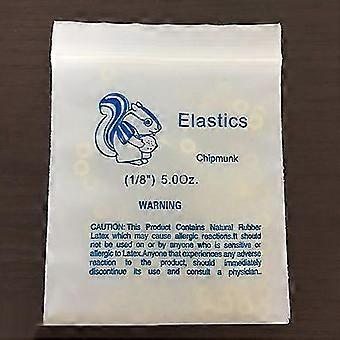 Elastics
Chipmunk
(1/8") 5.0Oz.
WARNING
CAUTION: This Product Contains Natural Rubber
Latex which may cause allergic reactions.It should
not be used on or by anyone who is sensitive or
allergic to Latex.Anyone that experiences any adverse
reaction to the product, should immediately
discontinue its use and consult a physician..